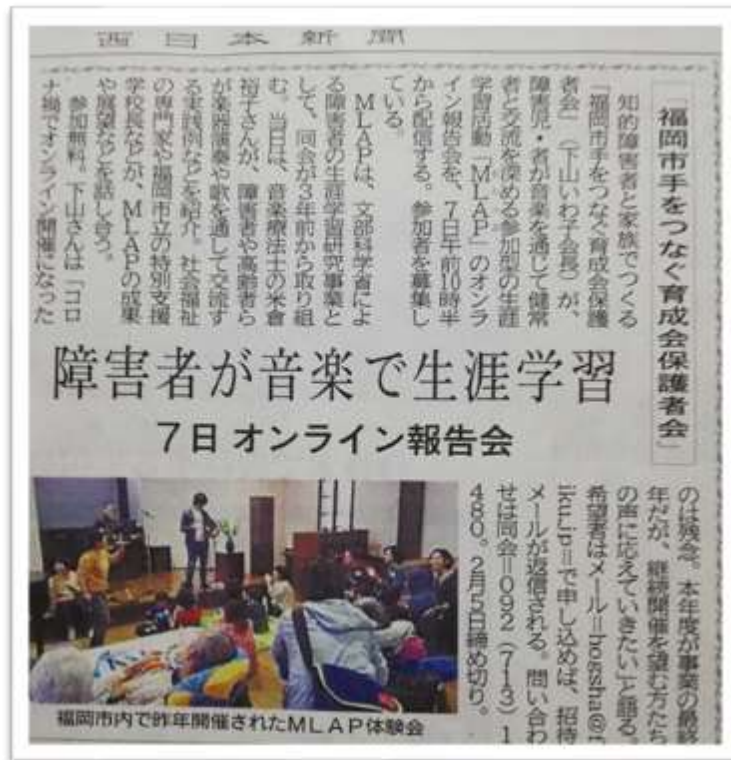 西日本新聞
「福岡市手をつなぐ育成会保護者会」
障害者が音楽で生涯学習
7日 オンライン報告会
知的障害者と家族でつくる
「福岡市手をつなぐ育成会保護
者会」（下山いわ子会長）が、
障害児・者が音楽を通じて健常
者と交流を深める参加型の生涯
学習活動「MLAP」のオンラ
イン報告会を、7日午前10時半
から配信する。参加者を募集し
ている。
MLAPは、文部科学省によ
る障害者の生涯学習研究事業と
して、同会が3年前から取り組
む。当日は、音楽療法士の米倉
裕子さんが、障害者や高齢者ら
が楽器演奏や歌を通して交流す
る実践例などを紹介。社会福祉
の専門家や福岡市立の特別支援
学校長などが、MLAPの成果
や展望などを話し合う。
参加無料。下山さんは「コロ
ナ禍でオンライン開催になった
のは残念。本年度が事業の最終
年だが、継続開催を望む方たち
の声に応えていきたい」と語る。
希望者はメール=
iku.jp=で申し込めば、招待
メールが返信される。問い合わ
せは同会=092（713）1
480。2月5日締め切り。
福岡市内で昨年開催されたMLAP体験会